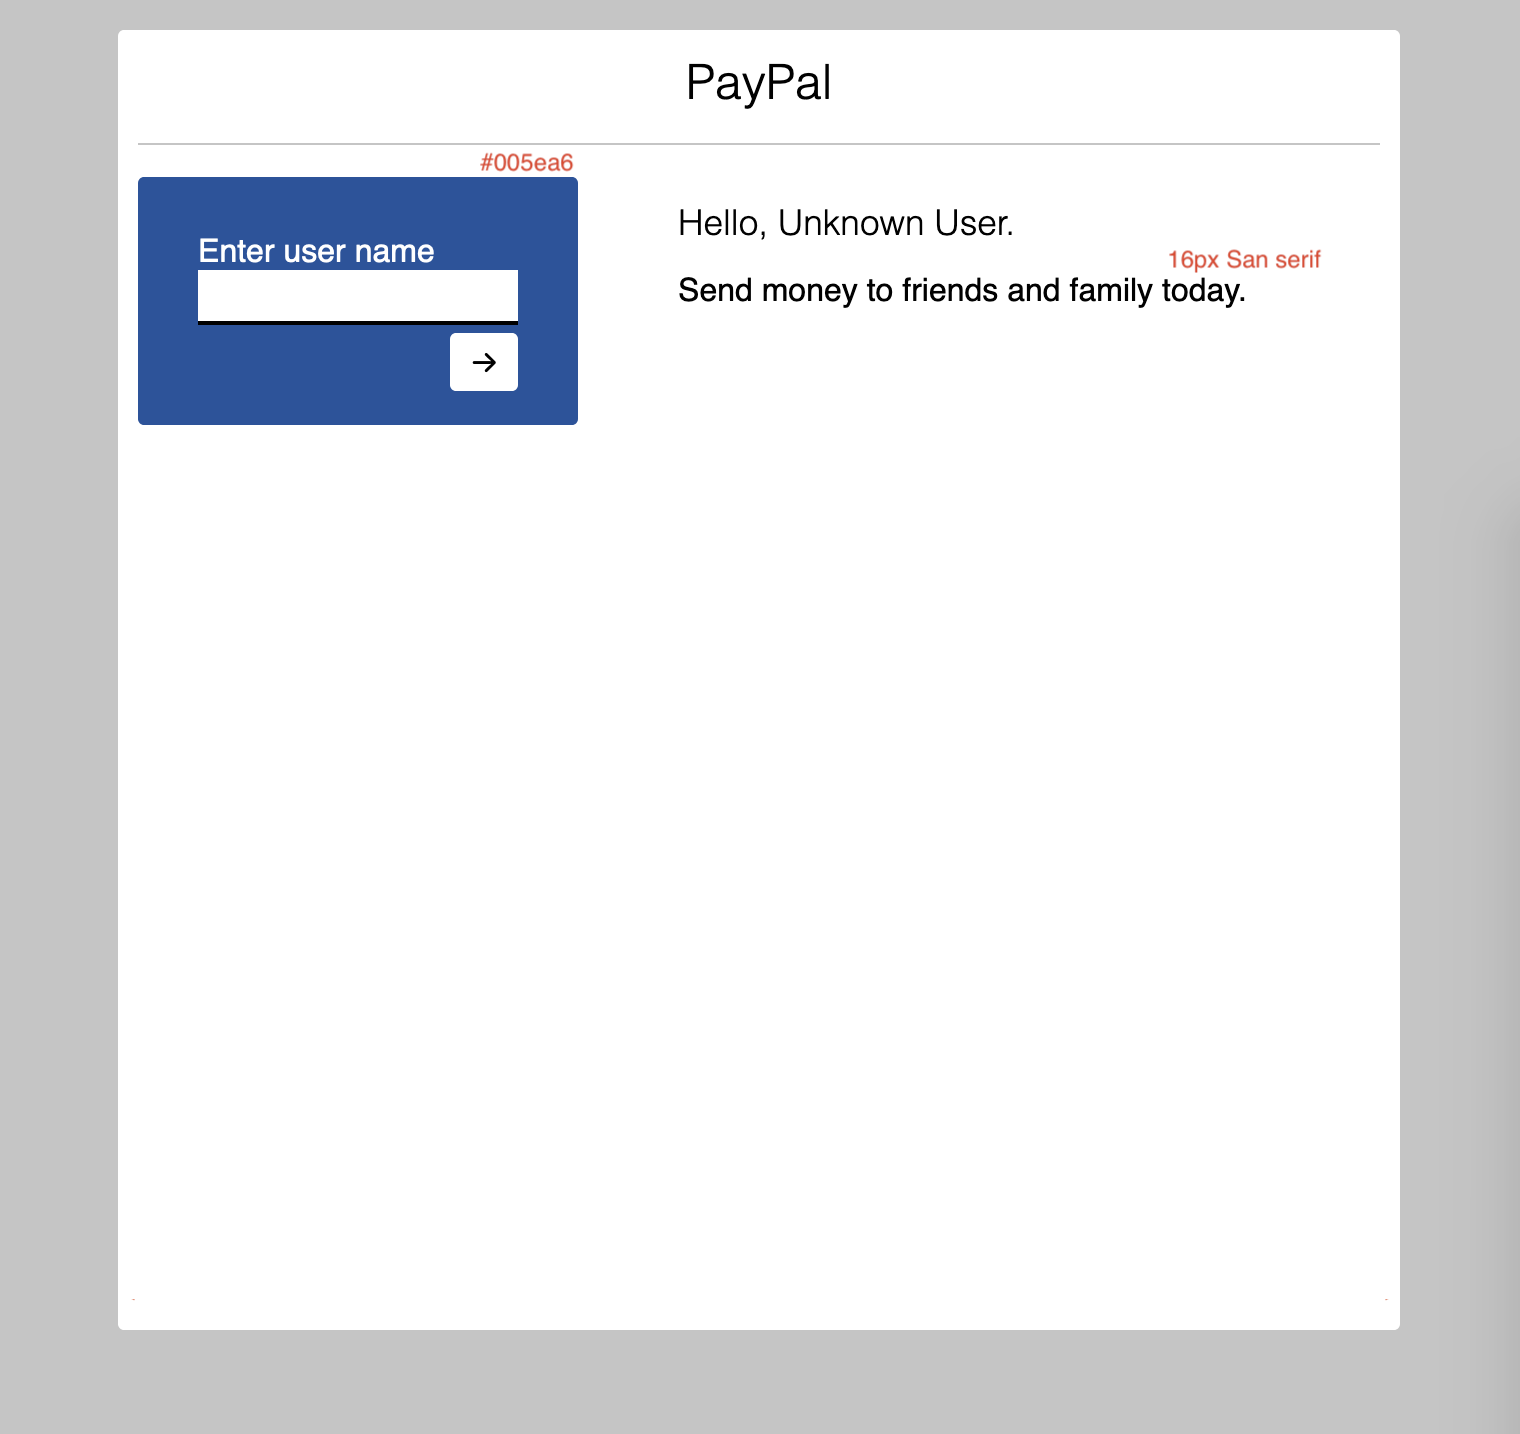 PayPal
#005ea6
Enter user name
Hello, Unknown User.
16px San serif
Send money to friends and family today.